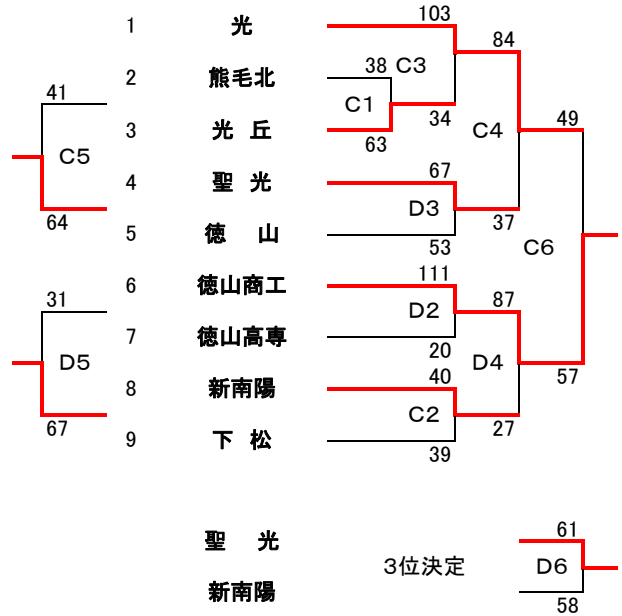 1 光 103 84
41 2 熊毛北 38 C3 49
C1
C5 3 光 丘 63 34 C4
4 聖 光 67
64 D3 37
5 徳 山 53 C6
31 6 徳山商工 111 87
D2
D5 7 徳山高専 20 D4 57
40
8 新南陽
67 C2 27
9 下 松 39
聖 光 61
3位決定 D6
新南陽 58